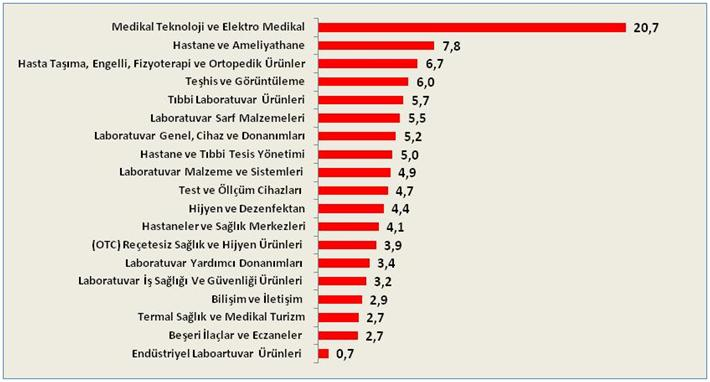 Medikal Teknoloji ve Elektro Medikal 20,7
Hastane ve Ameliyathane 7,8
Hasta Taşıma, Engelli, Fizyoterapi ve Ortopedik Ürünler 6,7
Teşhis ve Görüntüleme 6,0
Tıbbi Laboratuvar Ürünleri 5,7
Laboratuvar Sarf Malzemeleri 5,5
Laboratuvar Genel, Cihaz ve Donanımları 5,2
Hastane ve Tıbbi Tesis Yönetimi 5,0
Laboratuvar Malzeme ve Sistemleri 4,9
Test ve Öllçüm Cihazları 4,7
Hijyen ve Dezenfektan 4,4
Hastaneler ve Sağlık Merkezleri 4,1
(OTC) Reçetesiz Sağlık ve Hijyen Ürünleri 3,9
Laboratuvar Yardımcı Donanımları 3,4
Laboratuvar İş Sağlığı Ve Güvenliği Ürünleri 3,2
Bilişim ve İletişim 2,9
Termal Sağlık ve Medikal Turizm 2,7
Beşeri İlaçlar ve Eczaneler 2,7
Endüstriyel Laboartuvar Ürünleri 0,7